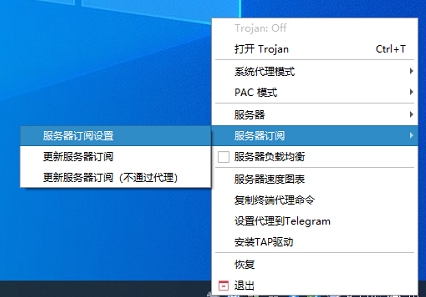 Trojan: Off
打开 Trojan Ctrl+T
系统代理模式
PAC 模式
服务器
服务器订阅
服务器负载均衡
服务器速度图表
复制终端代理命令
设置代理到Telegram
安装TAP驱动
恢复
退出
服务器订阅设置
更新服务器订阅
更新服务器订阅（不通过代理）